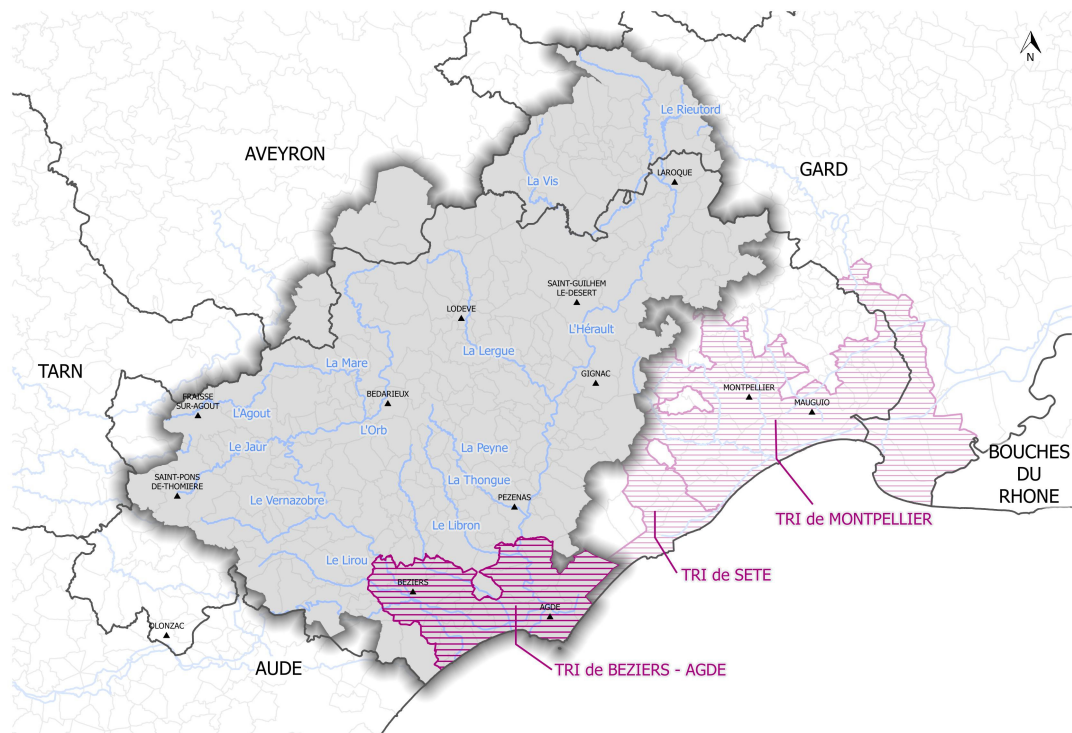 N
Le Rieutord
AVEYRON
GARD
LAROQUE
La Vis
SAINT-GUILHEM
LE-DESERT
LODEVE
L'Hérault
La Lergue
La Mare
TARN
GIGNAC
MONTPELLIER
FRAISSE
SUR-AGOUT
BEDARIEUX
MAUGUIO
L'Agout
L'Orb
Le Jaur
La Peyne
BOUCHES
DU
RHONE
SAINT-PONS
DE-THOMIERE
La Thongue
Le Vernazobre
PEZENAS
TRI de MONTPELLIER
Le Libron
Le Lirou
TRI de SETE
BEZIERS
AGDE
OLONZAC
AUDE
TRI de BEZIERS - AGDE